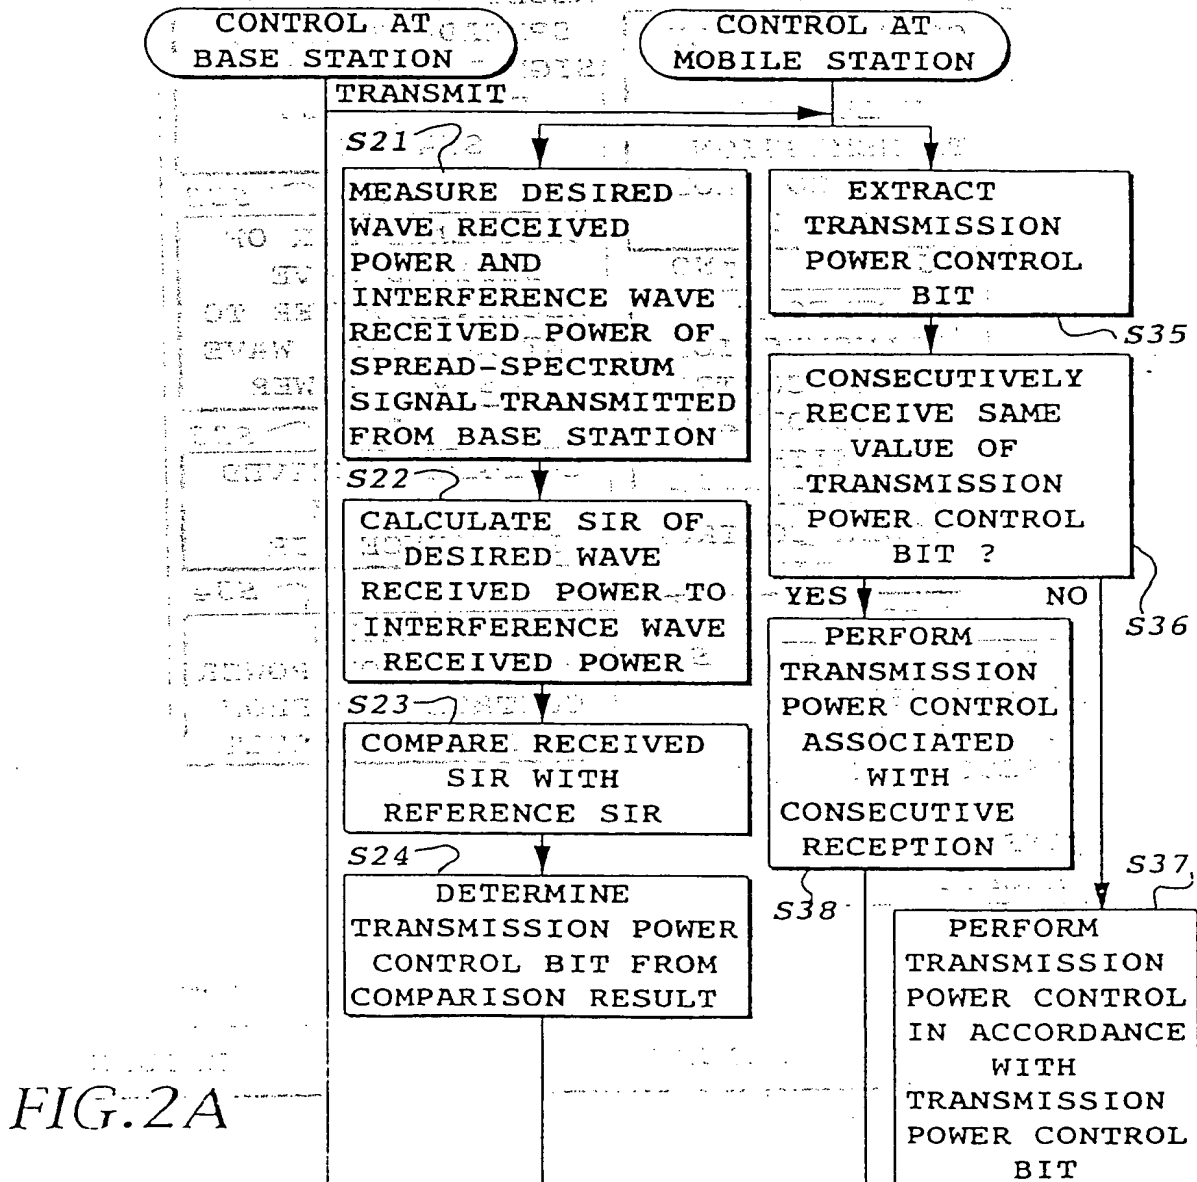 CONTROL AT
BASE STATION
CONTROL AT
MOBILE STATION
TRANSMIT
S21
MEASURE DESIRED
WAVE RECEIVED
POWER AND
INTERFERENCE WAVE
RECEIVED POWER OF
SPREAD-SPECTRUM
SIGNAL TRANSMITTED
FROM BASE STATION
S22
CALCULATE SIR OF
DESIRED WAVE
RECEIVED POWER TO
INTERFERENCE WAVE
RECEIVED POWER
S23
COMPARE RECEIVED
SIR WITH
REFERENCE SIR
S24
DETERMINE
TRANSMISSION POWER
CONTROL BIT FROM
COMPARISON RESULT
EXTRACT
TRANSMISSION
POWER CONTROL
BIT
S35
CONSECUTIVELY
RECEIVE SAME
VALUE OF
TRANSMISSION
POWER CONTROL
BIT ?
S36
YES
NO
PERFORM
TRANSMISSION
POWER CONTROL
ASSOCIATED
WITH
CONSECUTIVE
RECEPTION
S38
S37
PERFORM
TRANSMISSION
POWER CONTROL
IN ACCORDANCE
WITH
TRANSMISSION
POWER CONTROL
BIT
FIG.2A